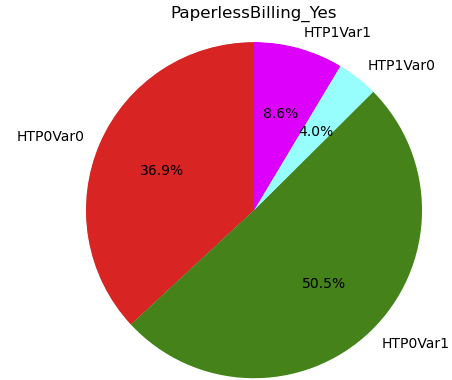 PaperlessBilling_Yes
HTP1Var1
HTP1Var0
8.6%
4.0%
HTP0Var0
36.9%
50.5%
HTP0Var1